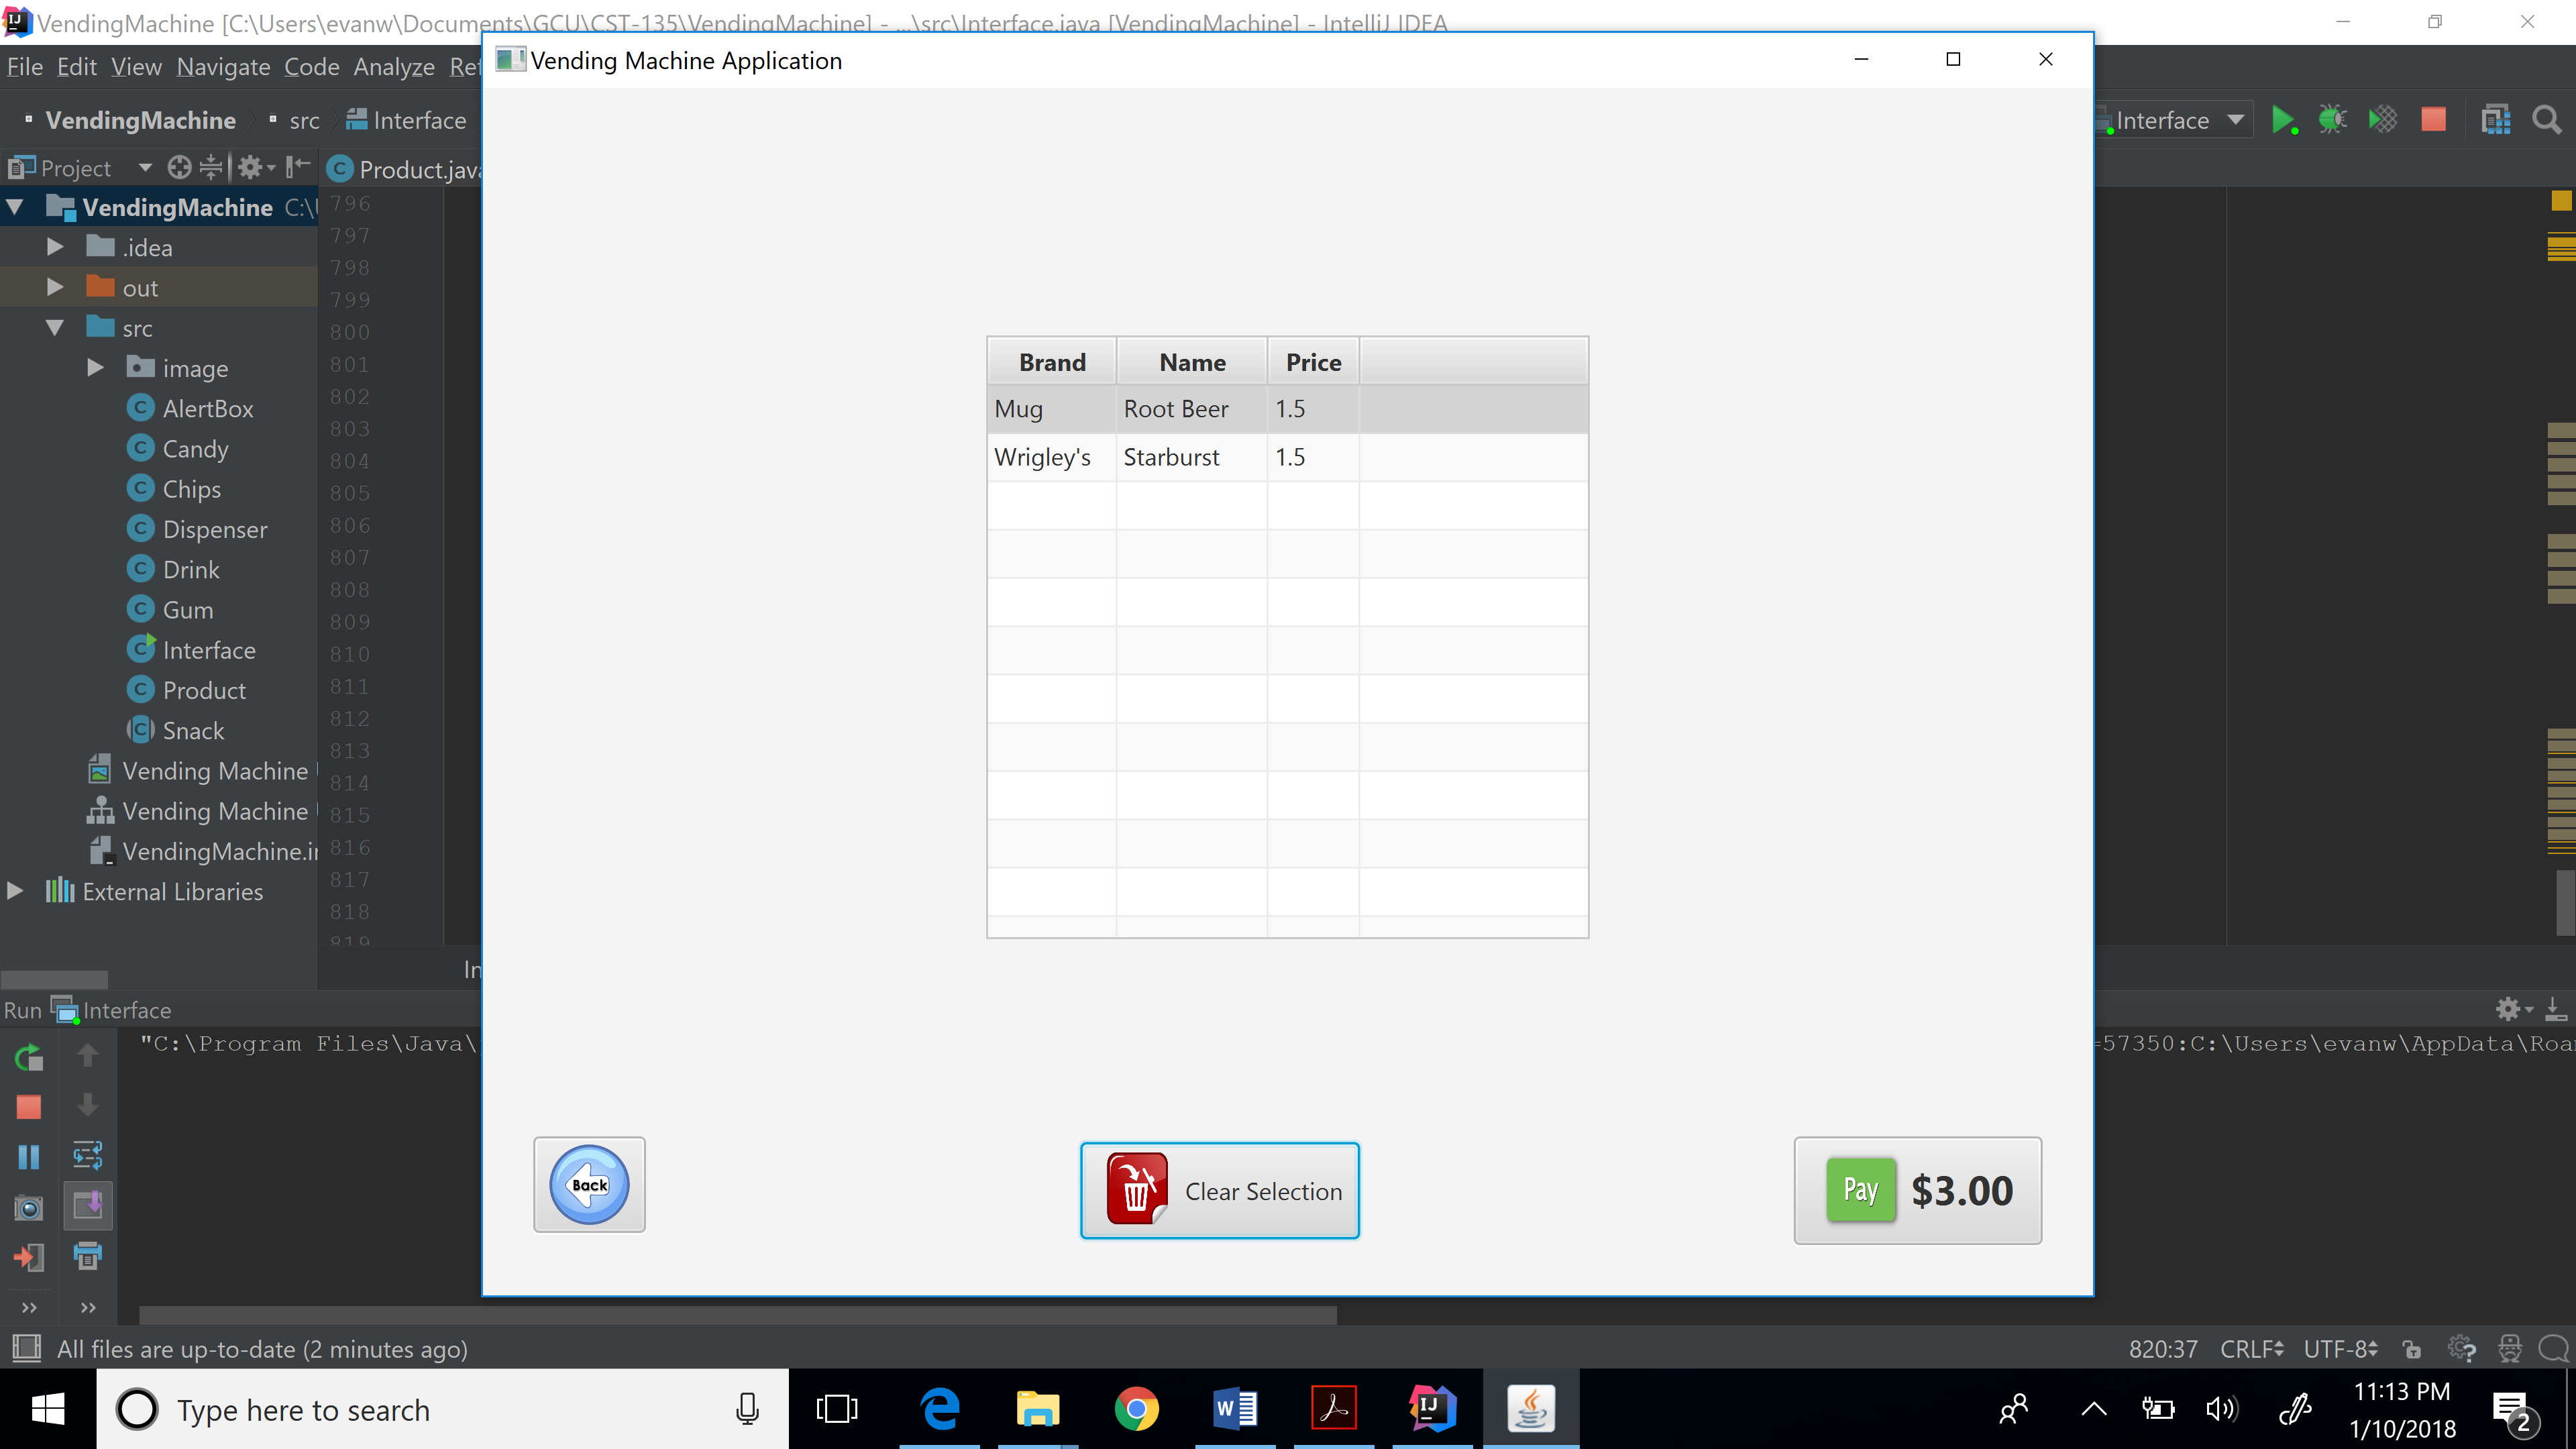 VendingMachine [C:\Users\evanw\Documents\GCU\CST-135\VendingMachine] - ...\src\Interface.java [VendingMachine] - IntelliJ IDEA
Vending Machine Application
File Edit View Navigate Code Analyze Ref
VendingMachine src Interface
Interface
Project
Product.java
VendingMachine C:\
.idea
out
src
image
AlertBox
Candy
Chips
Dispenser
Drink
Gum
Interface
Product
Snack
Vending Machine
Vending Machine
VendingMachine.i
External Libraries
796
797
798
799
800
801
802
803
804
805
806
807
808
809
810
811
812
813
814
815
816
817
818
819
In
Brand Name Price
Mug Root Beer 1.5
Wrigley's Starburst 1.5
Back
Clear Selection
Pay $3.00
Run Interface
"C:\Program Files\Java\
=57350:C:\Users\evanw\AppData\Roa
All files are up-to-date (2 minutes ago)
820:37 CRLF UTF-8
Type here to search
11:13 PM
1/10/2018
2